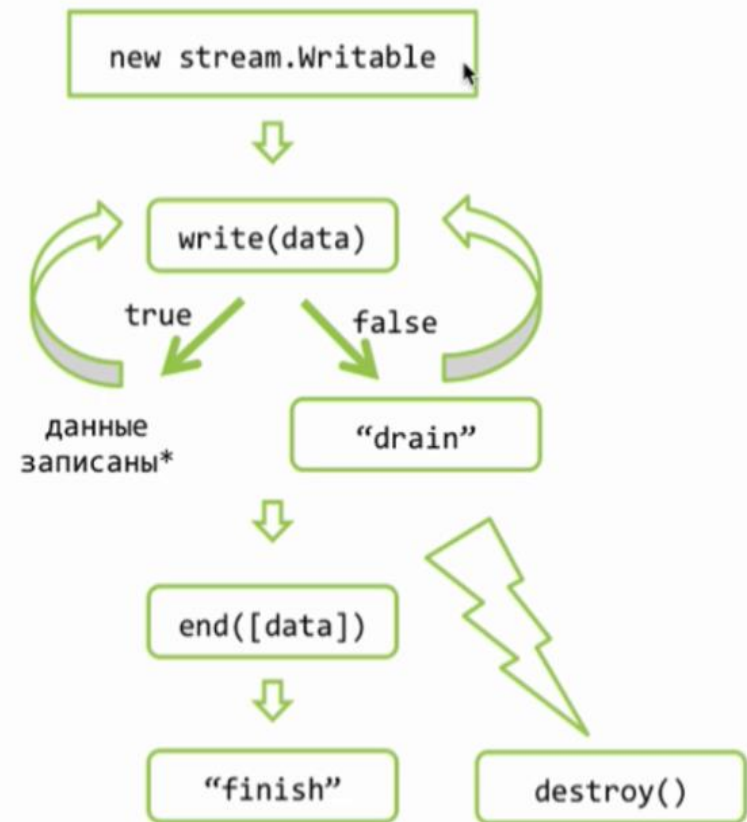 new stream.Writable
write(data)
true
false
данные
записаны*
“drain”
end([data])
“finish”
destroy()